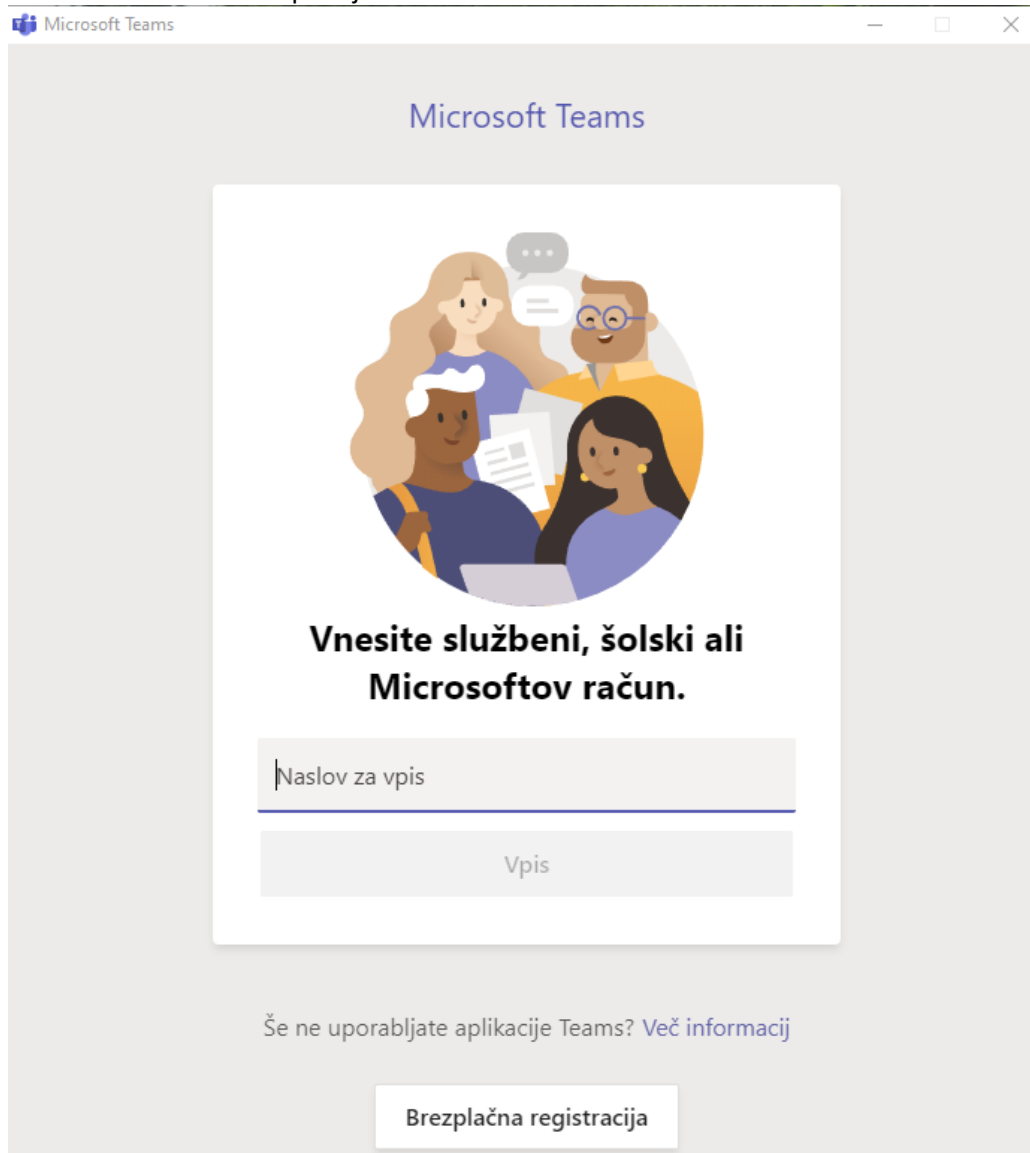 Microsoft Teams
Microsoft Teams
Vnesite službeni, šolski ali
Microsoftov račun.
Naslov za vpis
Vpis
Še ne uporabljate aplikacije Teams? Več informacij
Brezplačna registracija